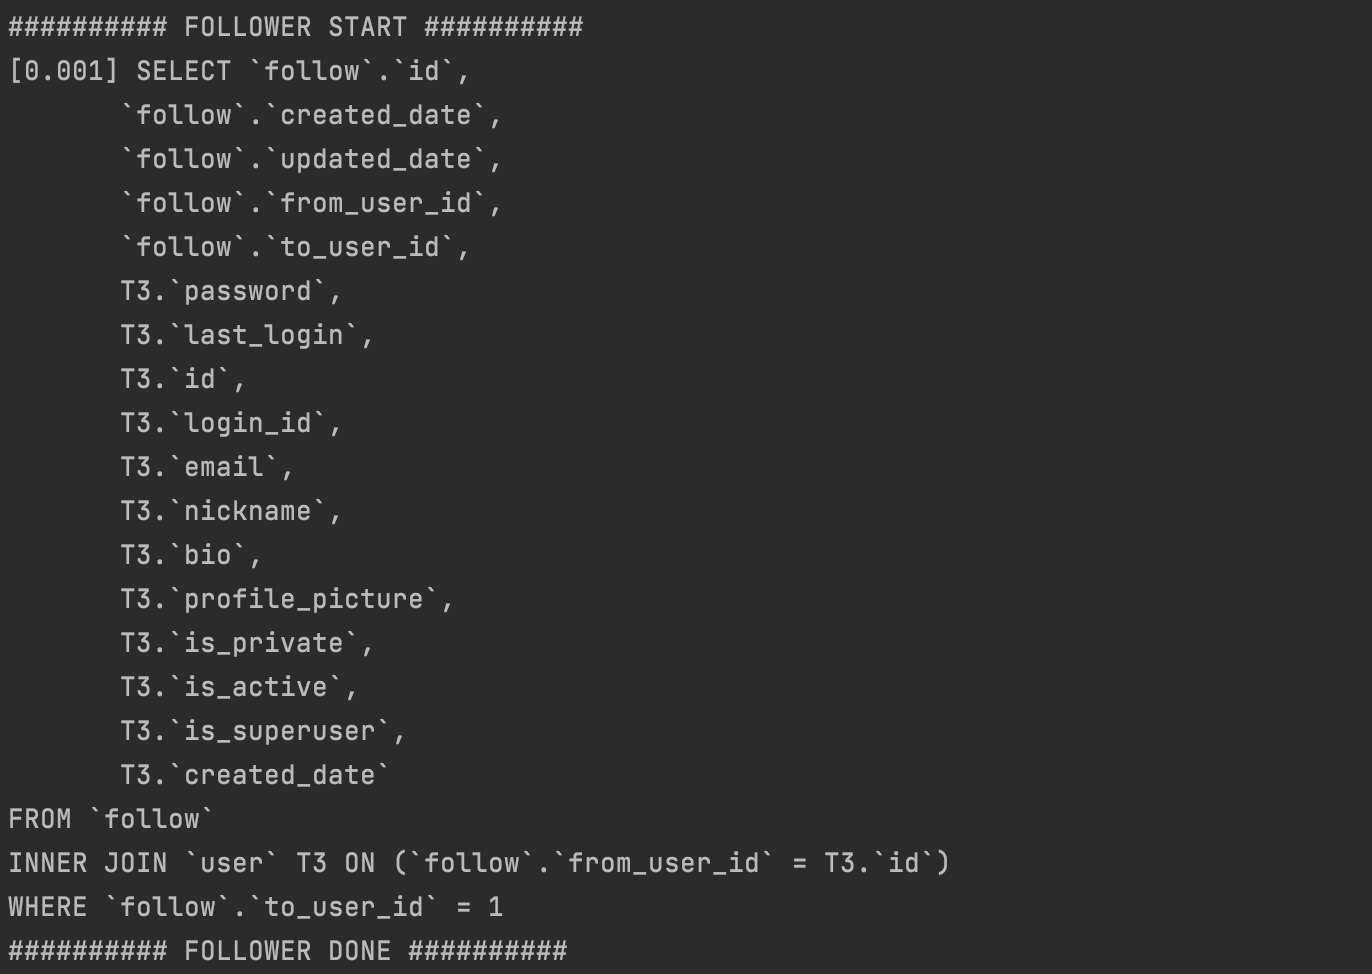 ########## FOLLOWER START ##########
[0.001] SELECT `follow`.`id`,
       `follow`.`created_date`,
       `follow`.`updated_date`,
       `follow`.`from_user_id`,
       `follow`.`to_user_id`,
       T3.`password`,
       T3.`last_login`,
       T3.`id`,
       T3.`login_id`,
       T3.`email`,
       T3.`nickname`,
       T3.`bio`,
       T3.`profile_picture`,
       T3.`is_private`,
       T3.`is_active`,
       T3.`is_superuser`,
       T3.`created_date`
FROM `follow`
INNER JOIN `user` T3 ON (`follow`.`from_user_id` = T3.`id`)
WHERE `follow`.`to_user_id` = 1
########## FOLLOWER DONE ##########